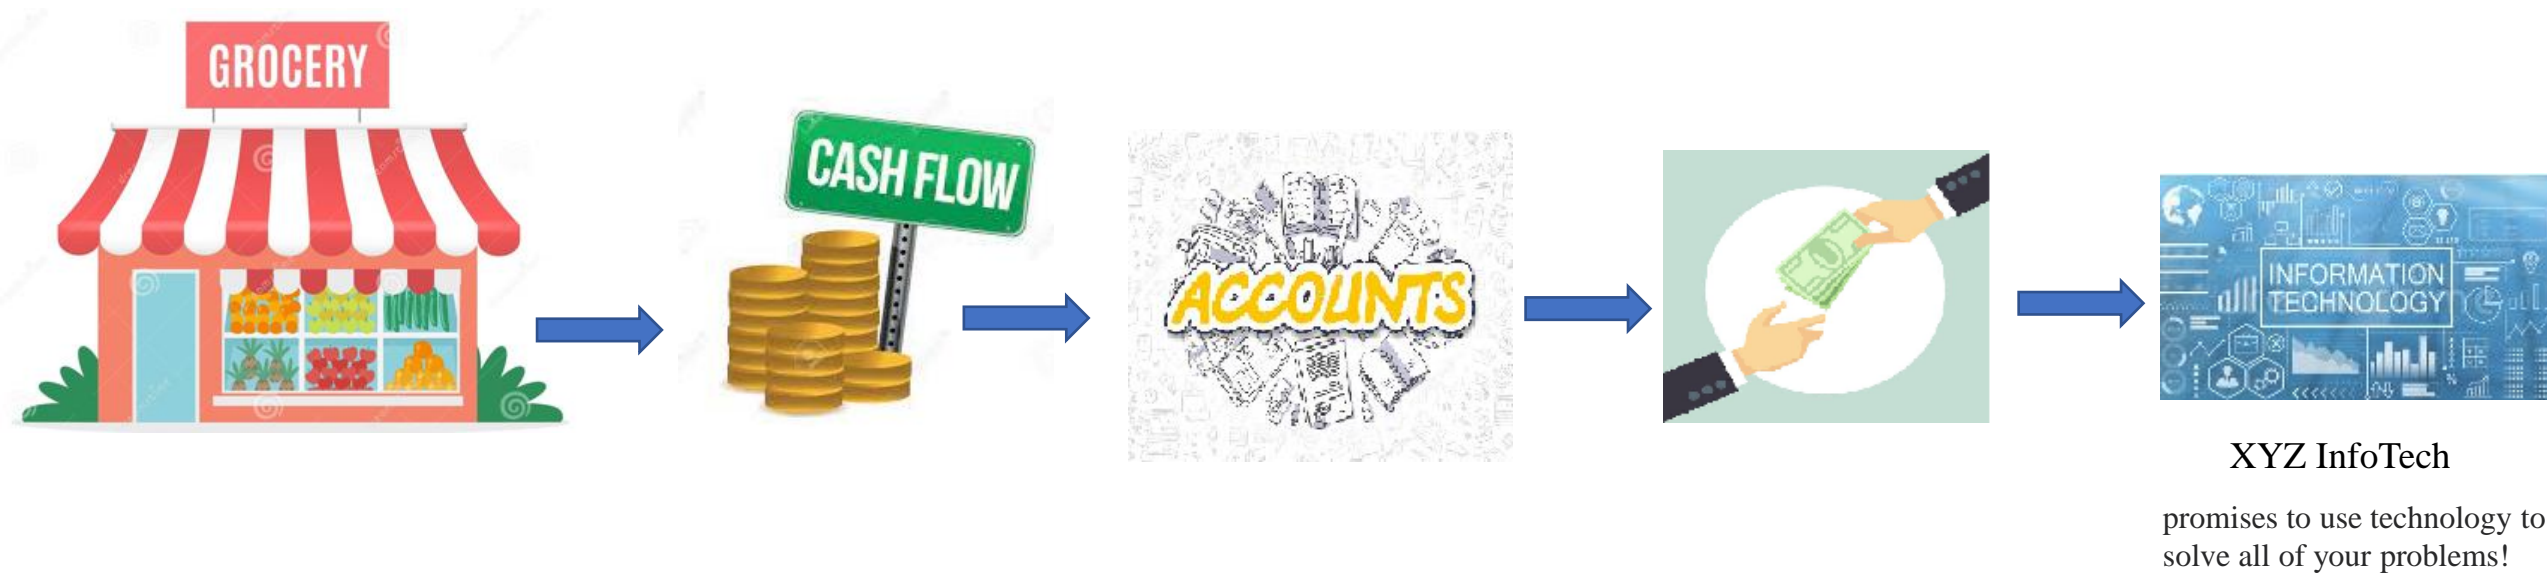 GROCERY
CASH FLOW
ACCOUNTS
INFORMATION
TECHNOLOGY
XYZ InfoTech
promises to use technology to
solve all of your problems!